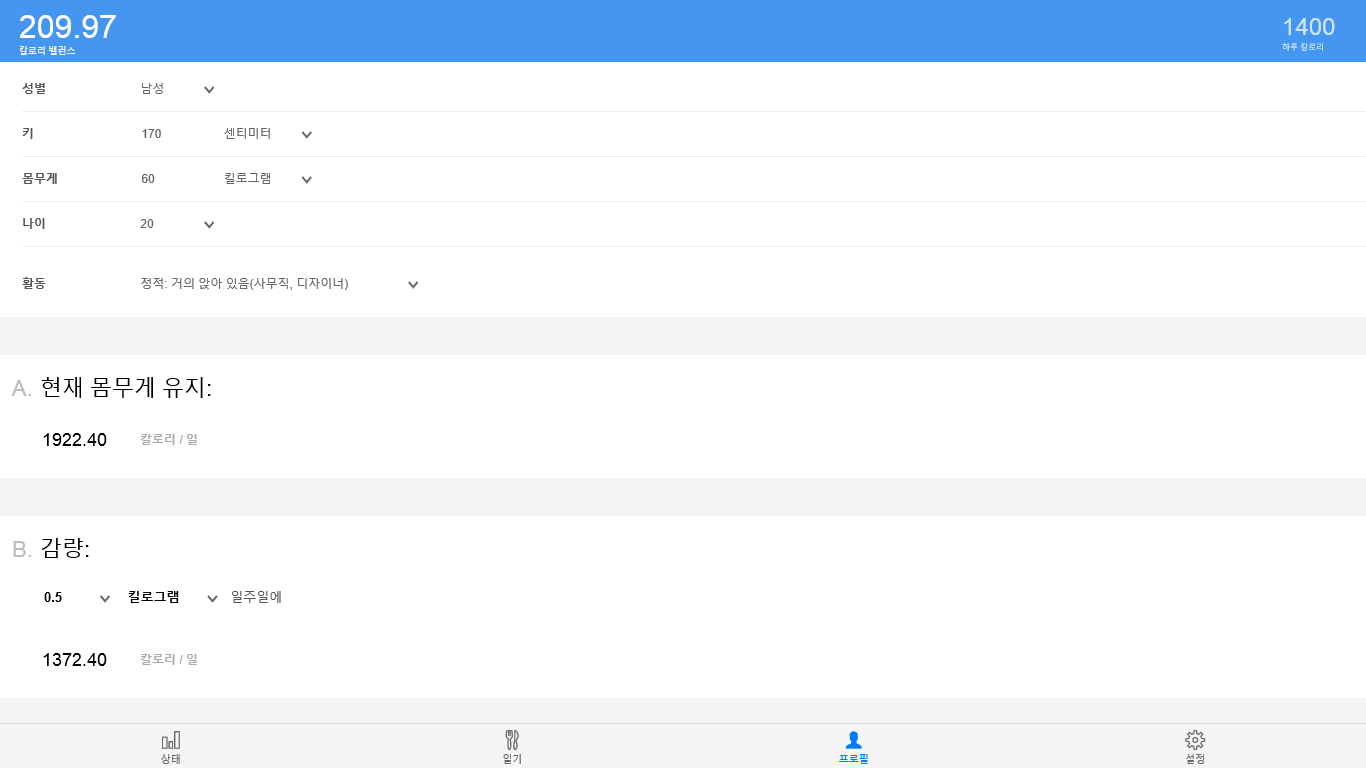 209.97
칼로리 밸런스
1400
하루 칼로리
성별 남성
키 170 센티미터
몸무게 60 킬로그램
나이 20
활동 정적: 거의 앉아 있음(사무직, 디자이너)
A. 현재 몸무게 유지:
1922.40 칼로리 / 일
B. 감량:
0.5 킬로그램 일주일에
1372.40 칼로리 / 일
상태 일기 프로필 설정